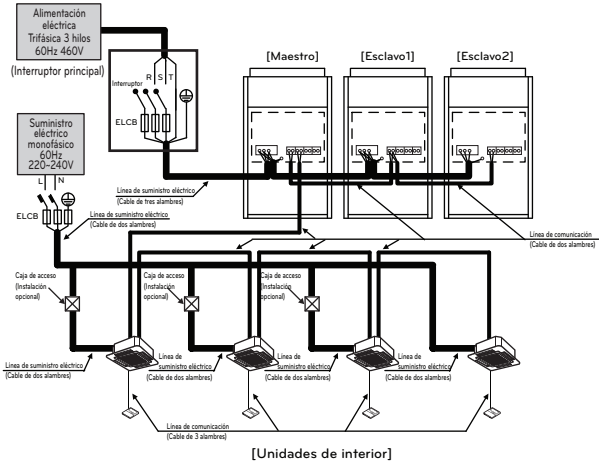 Alimentación
eléctrica
Trifásica 3 hilos
60Hz 460V
(Interruptor principal)
R S T
Interruptor
ELCB
[Maestro]
[Esclavo1]
[Esclavo2]
Suministro
eléctrico
monofásico
60Hz
220-240V
L N
ELCB
Línea de suministro eléctrico
(Cable de tres alambres)
Línea de suministro eléctrico
(Cable de dos alambres)
Línea de comunicación
(Cable de dos alambres)
Caja de acceso
(Instalación
opcional)
Caja de acceso
(Instalación
opcional)
Caja de acceso
(Instalación
opcional)
Línea de suministro eléctrico
(Cable de dos alambres)
Línea de
suministro eléctrico
(Cable de dos alambres)
Línea de
suministro eléctrico
(Cable de dos alambres)
Línea de
suministro eléctrico
(Cable de dos alambres)
Línea de comunicación
(Cable de 3 alambres)
[Unidades de interior]